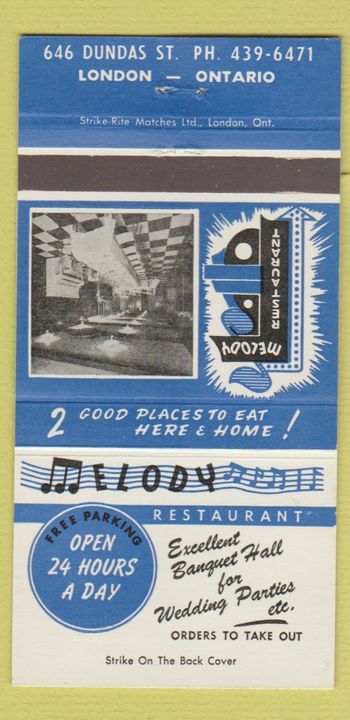 646 DUNDAS ST. PH. 439-6471
LONDON — ONTARIO
Strike-Rite Matches Ltd., London, Ont.
MELODY
RESTAURANT
2 GOOD PLACES TO EAT
HERE & HOME !
MELODY
RESTAURANT
FREE PARKING
OPEN
24 HOURS
A DAY
Excellent
Banquet Hall
for
Wedding Parties
etc.
ORDERS TO TAKE OUT
Strike On The Back Cover